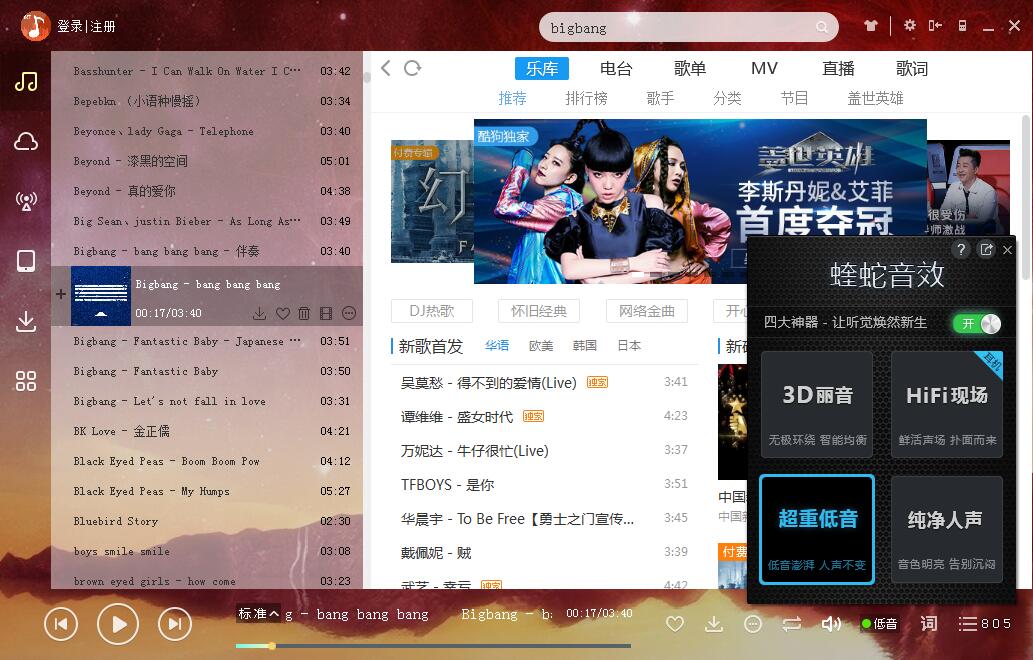 登录|注册
bigbang
Basshunter - I Can Walk On Water I C… 03:42
Bepebkn （小语种慢摇） 03:34
Beyonce、lady Gaga - Telephone 03:40
Beyond - 漆黑的空间 05:01
Beyond - 真的爱你 04:38
Big Sean、justin Bieber - As Long As… 03:49
Bigbang - bang bang bang - 伴奏 03:40
Bigbang - bang bang bang
00:17/03:40
Bigbang - Fantastic Baby - Japanese … 03:51
Bigbang - Fantastic Baby 03:50
Bigbang - Let's not fall in love 03:31
BK Love - 金正儒 04:21
Black Eyed Peas - Boom Boom Pow 04:12
Black Eyed Peas - My Humps 05:27
Bluebird Story 02:30
boys smile smile 03:08
brown eyed girls - how come 03:23
乐库 电台 歌单 MV 直播 歌词
推荐 排行榜 歌手 分类 节目 盖世英雄
付费专辑
幻
酷狗独家
盖世英雄
李斯丹妮&艾菲
首度夺冠
很受伤
师激战
DJ热歌 怀旧经典 网络金曲 开心
新歌首发 华语 欧美 韩国 日本
吴莫愁 - 得不到的爱情(Live) 独家 3:41
谭维维 - 盛女时代 独家 4:23
万妮达 - 牛仔很忙(Live) 3:37
TFBOYS - 是你 3:51
华晨宇 - To Be Free【勇士之门宣传... 3:45
戴佩妮 - 贼 3:39
武艺 - 幸亏 独家 4:42
中国
中国
付费
?
蝰蛇音效
四大神器 - 让听觉焕然新生 开
3D丽音
无极环绕 智能均衡
耳机
HiFi现场
鲜活声场 扑面而来
超重低音
低音澎湃 人声不变
纯净人声
音色明亮 告别沉闷
标准 g - bang bang bang Bigbang - b 00:17/03:40
低音 词 805